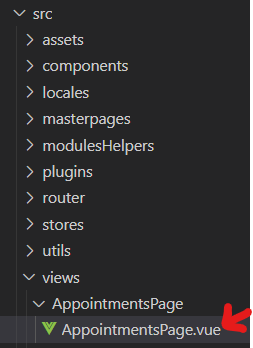 src
assets
components
locales
masterpages
modulesHelpers
plugins
router
stores
utils
views
AppointmentsPage
AppointmentsPage.vue